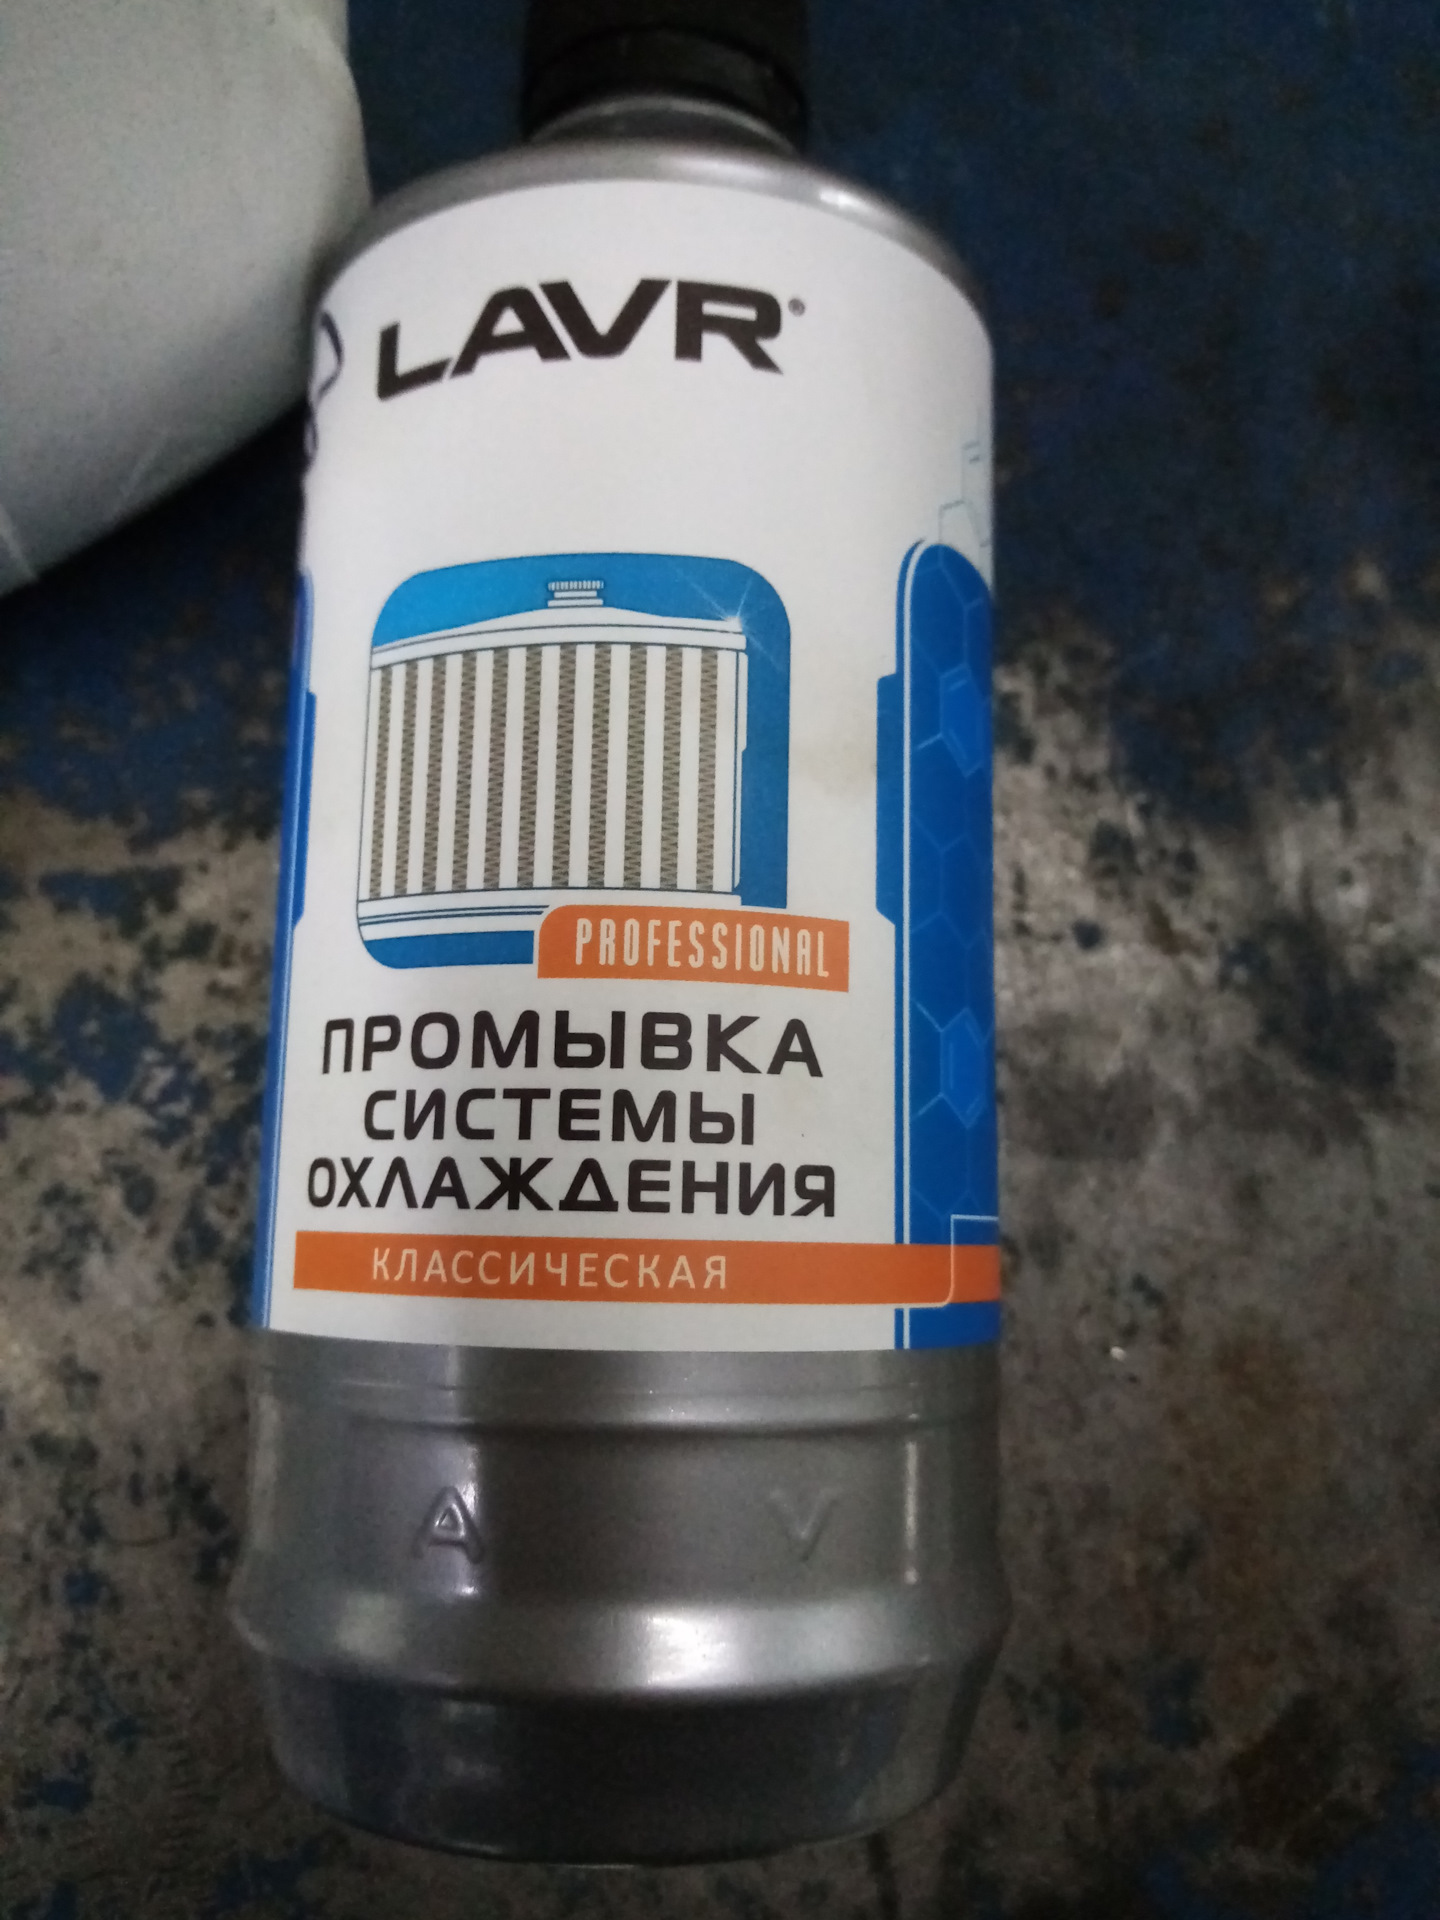 LAVR®
PROFESSIONAL
ПРОМЫВКА
СИСТЕМЫ
ОХЛАЖДЕНИЯ
КЛАССИЧЕСКАЯ
A V